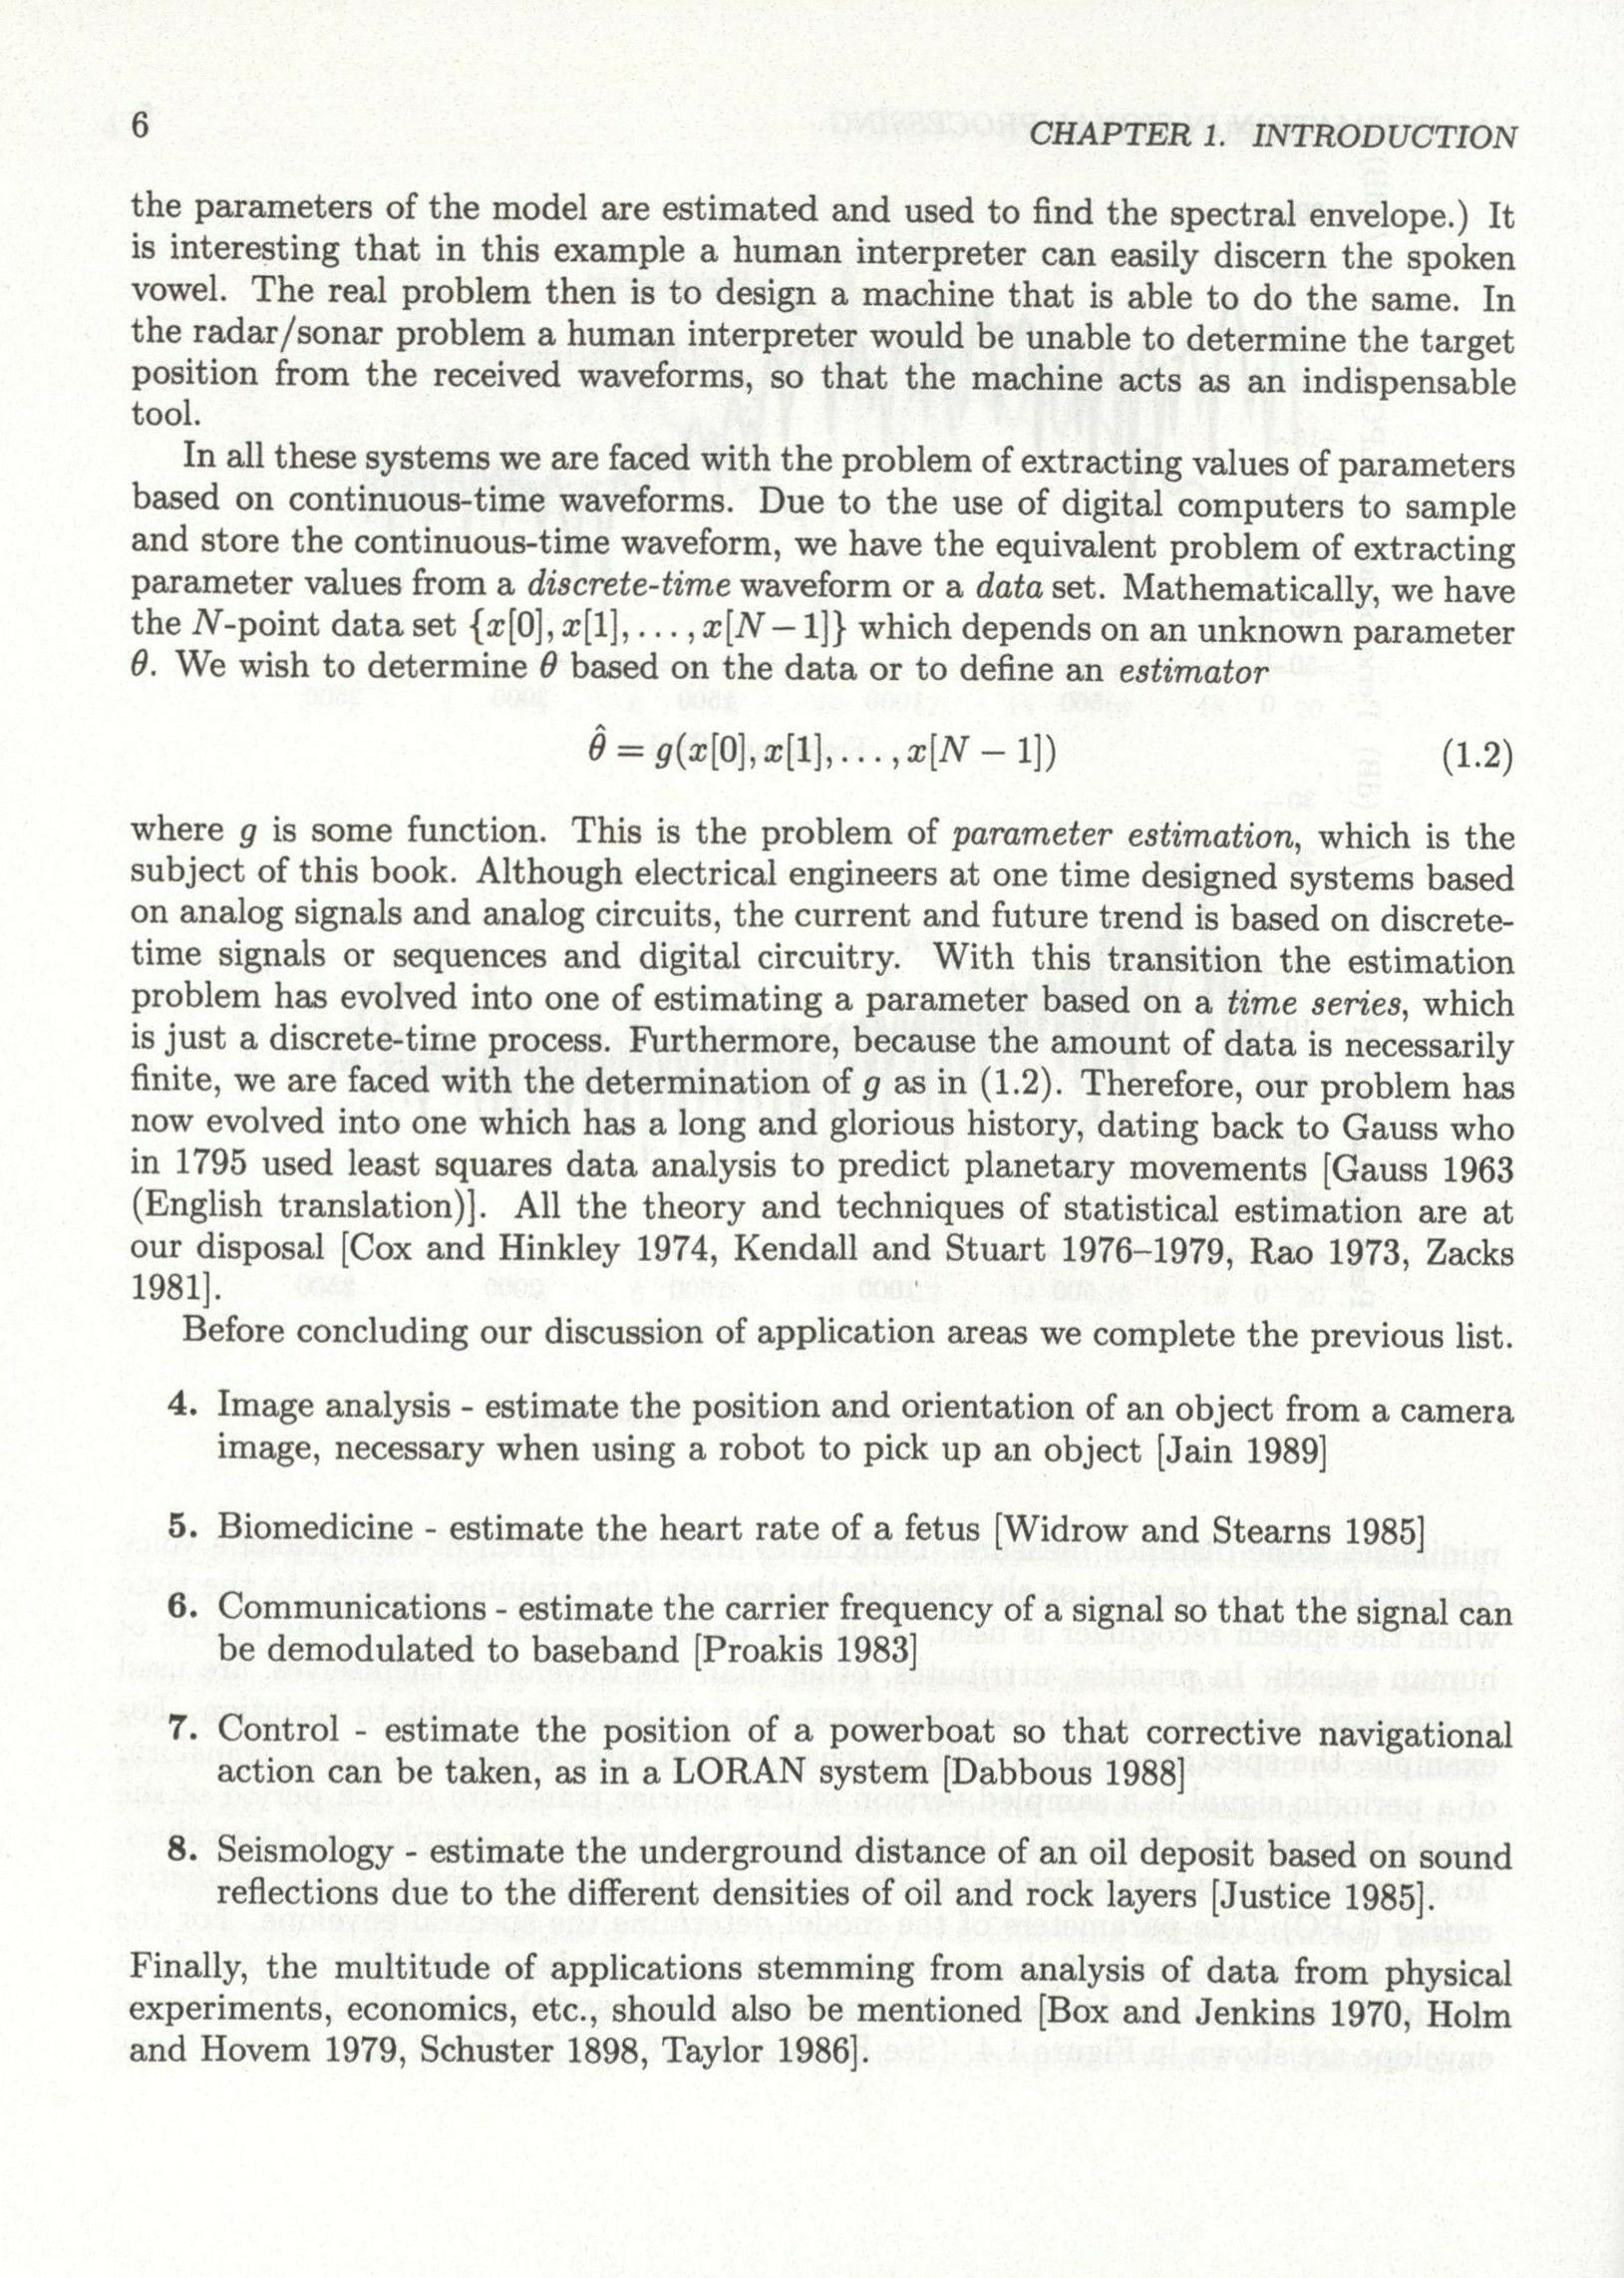 6
CHAPTER 1. INTRODUCTION
the parameters of the model are estimated and used to find the spectral envelope.) It
is interesting that in this example a human interpreter can easily discern the spoken
vowel. The real problem then is to design a machine that is able to do the same. In
the radar/sonar problem a human interpreter would be unable to determine the target
position from the received waveforms, so that the machine acts as an indispensable
tool.
In all these systems we are faced with the problem of extracting values of parameters
based on continuous-time waveforms. Due to the use of digital computers to sample
and store the continuous-time waveform, we have the equivalent problem of extracting
parameter values from a discrete-time waveform or a data set. Mathematically, we have
the N-point data set {x[0], x[1], . . . , x[N − 1]} which depends on an unknown parameter
θ. We wish to determine θ based on the data or to define an estimator
θ̂ = g(x[0], x[1], . . . , x[N − 1]) (1.2)
where g is some function. This is the problem of parameter estimation, which is the
subject of this book. Although electrical engineers at one time designed systems based
on analog signals and analog circuits, the current and future trend is based on discrete-
time signals or sequences and digital circuitry. With this transition the estimation
problem has evolved into one of estimating a parameter based on a time series, which
is just a discrete-time process. Furthermore, because the amount of data is necessarily
finite, we are faced with the determination of g as in (1.2). Therefore, our problem has
now evolved into one which has a long and glorious history, dating back to Gauss who
in 1795 used least squares data analysis to predict planetary movements [Gauss 1963
(English translation)]. All the theory and techniques of statistical estimation are at
our disposal [Cox and Hinkley 1974, Kendall and Stuart 1976–1979, Rao 1973, Zacks
1981].
Before concluding our discussion of application areas we complete the previous list.
4. Image analysis - estimate the position and orientation of an object from a camera
image, necessary when using a robot to pick up an object [Jain 1989]
5. Biomedicine - estimate the heart rate of a fetus [Widrow and Stearns 1985]
6. Communications - estimate the carrier frequency of a signal so that the signal can
be demodulated to baseband [Proakis 1983]
7. Control - estimate the position of a powerboat so that corrective navigational
action can be taken, as in a LORAN system [Dabbous 1988]
8. Seismology - estimate the underground distance of an oil deposit based on sound
reflections due to the different densities of oil and rock layers [Justice 1985].
Finally, the multitude of applications stemming from analysis of data from physical
experiments, economics, etc., should also be mentioned [Box and Jenkins 1970, Holm
and Hovem 1979, Schuster 1898, Taylor 1986].